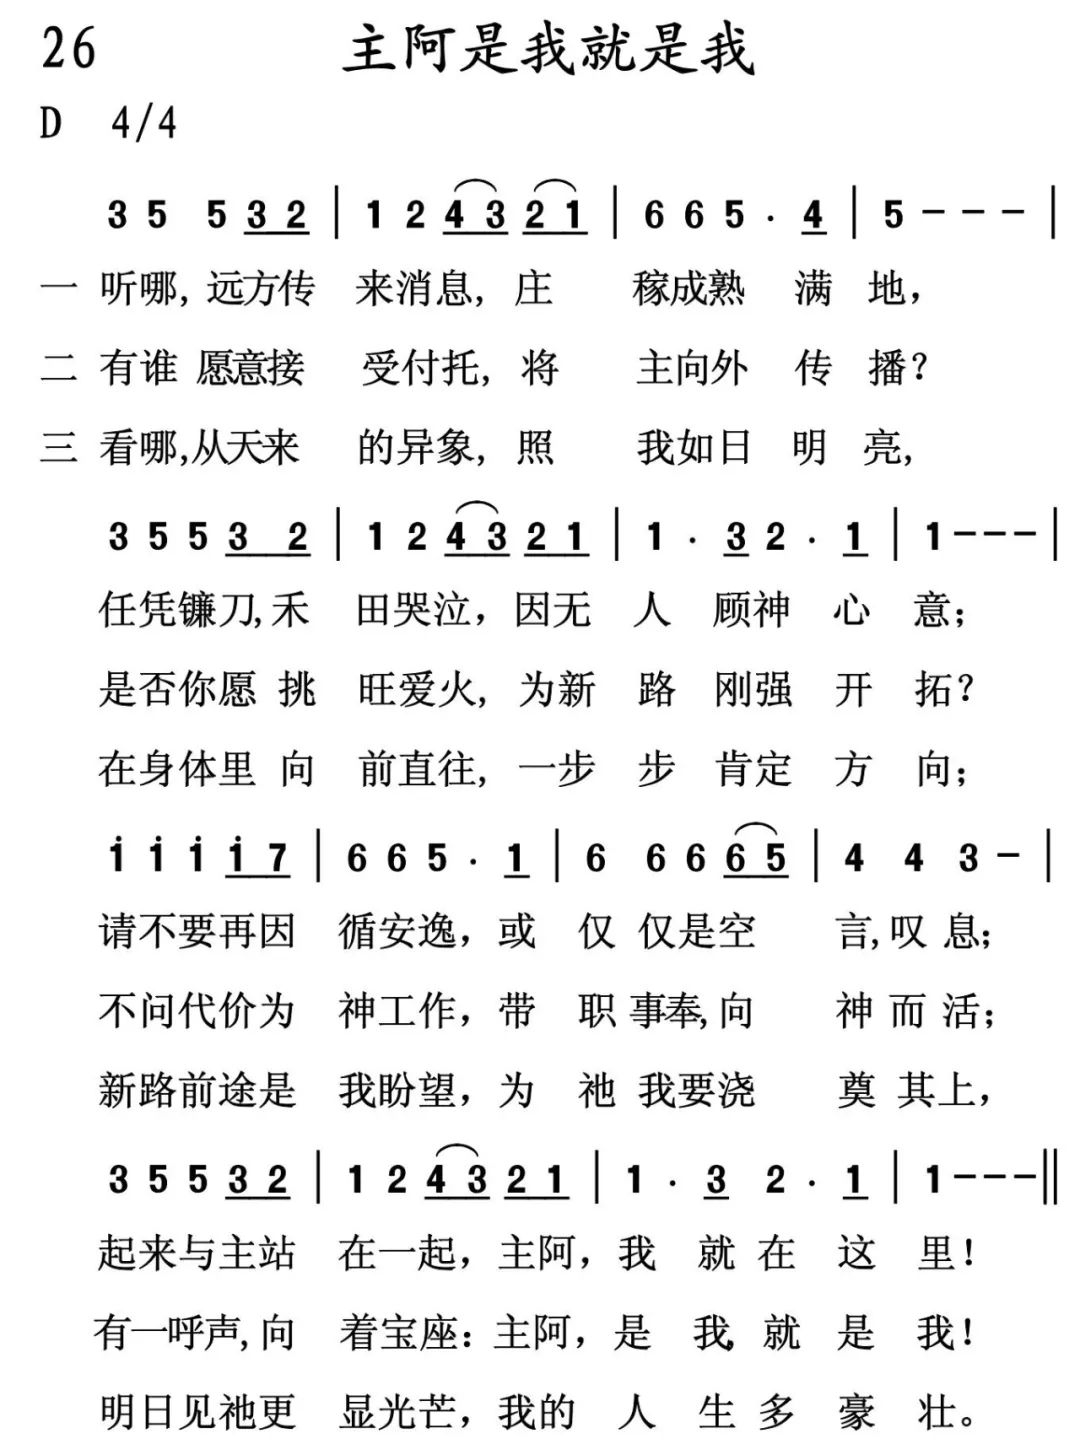 26 主阿是我就是我
D 4/4
3 5 5 3 2 | 1 2 4 3 2 1 | 6 6 5 · 4 | 5 - - - |
一 听哪, 远方传 来消息, 庄 稼成熟 满 地,
二 有谁 愿意接 受付托, 将 主向外 传 播?
三 看哪,从天来 的异象, 照 我如日 明 亮,
3 5 5 3 2 | 1 2 4 3 2 1 | 1 · 3 2 · 1 | 1 - - - |
任凭镰刀,禾 田哭泣, 因无 人 顾神 心 意;
是否你愿 挑 旺爱火, 为新 路 刚强 开 拓?
在身体里 向 前直往, 一步 步 肯定 方 向;
i i i i 7 | 6 6 5 · 1 | 6 6 6 6 5 | 4 4 3 - |
请不要再因 循安逸, 或 仅 仅是空 言,叹 息;
不问代价为 神工作, 带 职 事奉,向 神 而 活;
新路前途是 我盼望, 为 祂 我要浇 奠 其上,
3 5 5 3 2 | 1 2 4 3 2 1 | 1 · 3 2 · 1 | 1 - - - ||
起来与主站 在一起, 主阿, 我 就 在 这 里!
有一呼声,向 着宝座: 主阿, 是 我, 就 是 我!
明日见祂更 显光芒, 我的 人 生 多 豪 壮。